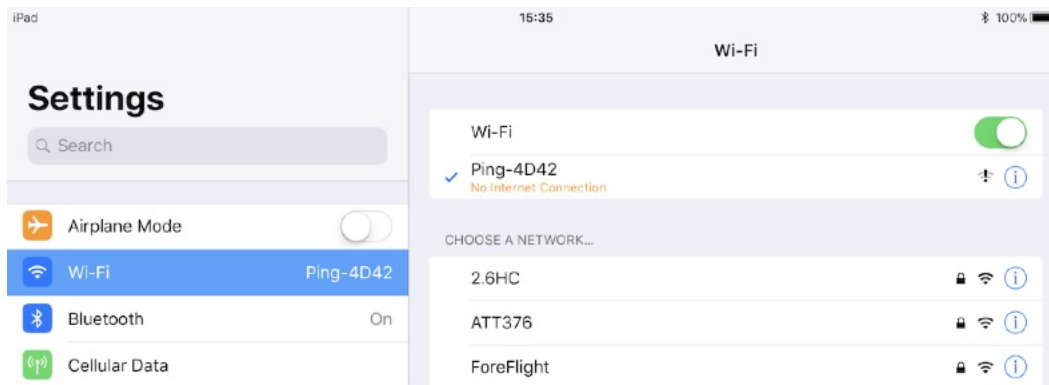 iPad
15:35
100%
Settings
Search
Airplane Mode
Wi-Fi Ping-4D42
Bluetooth On
Cellular Data
Wi-Fi
Wi-Fi
Ping-4D42
No Internet Connection
CHOOSE A NETWORK...
2.6HC
ATT376
ForeFlight